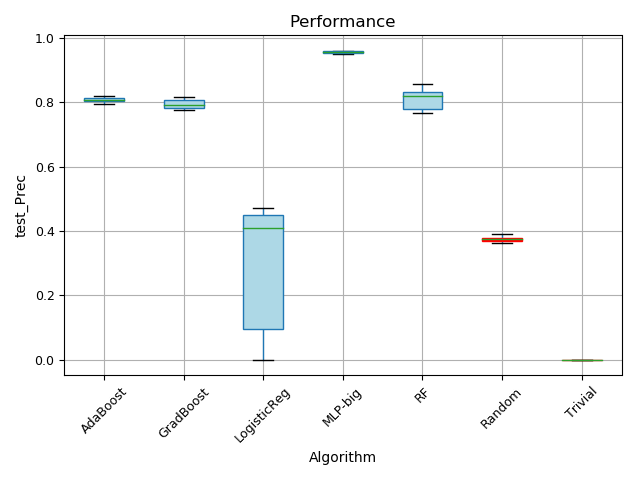 Performance
test_Prec
1.0
0.8
0.6
0.4
0.2
0.0
AdaBoost
GradBoost
LogisticReg
MLP-big
RF
Random
Trivial
Algorithm